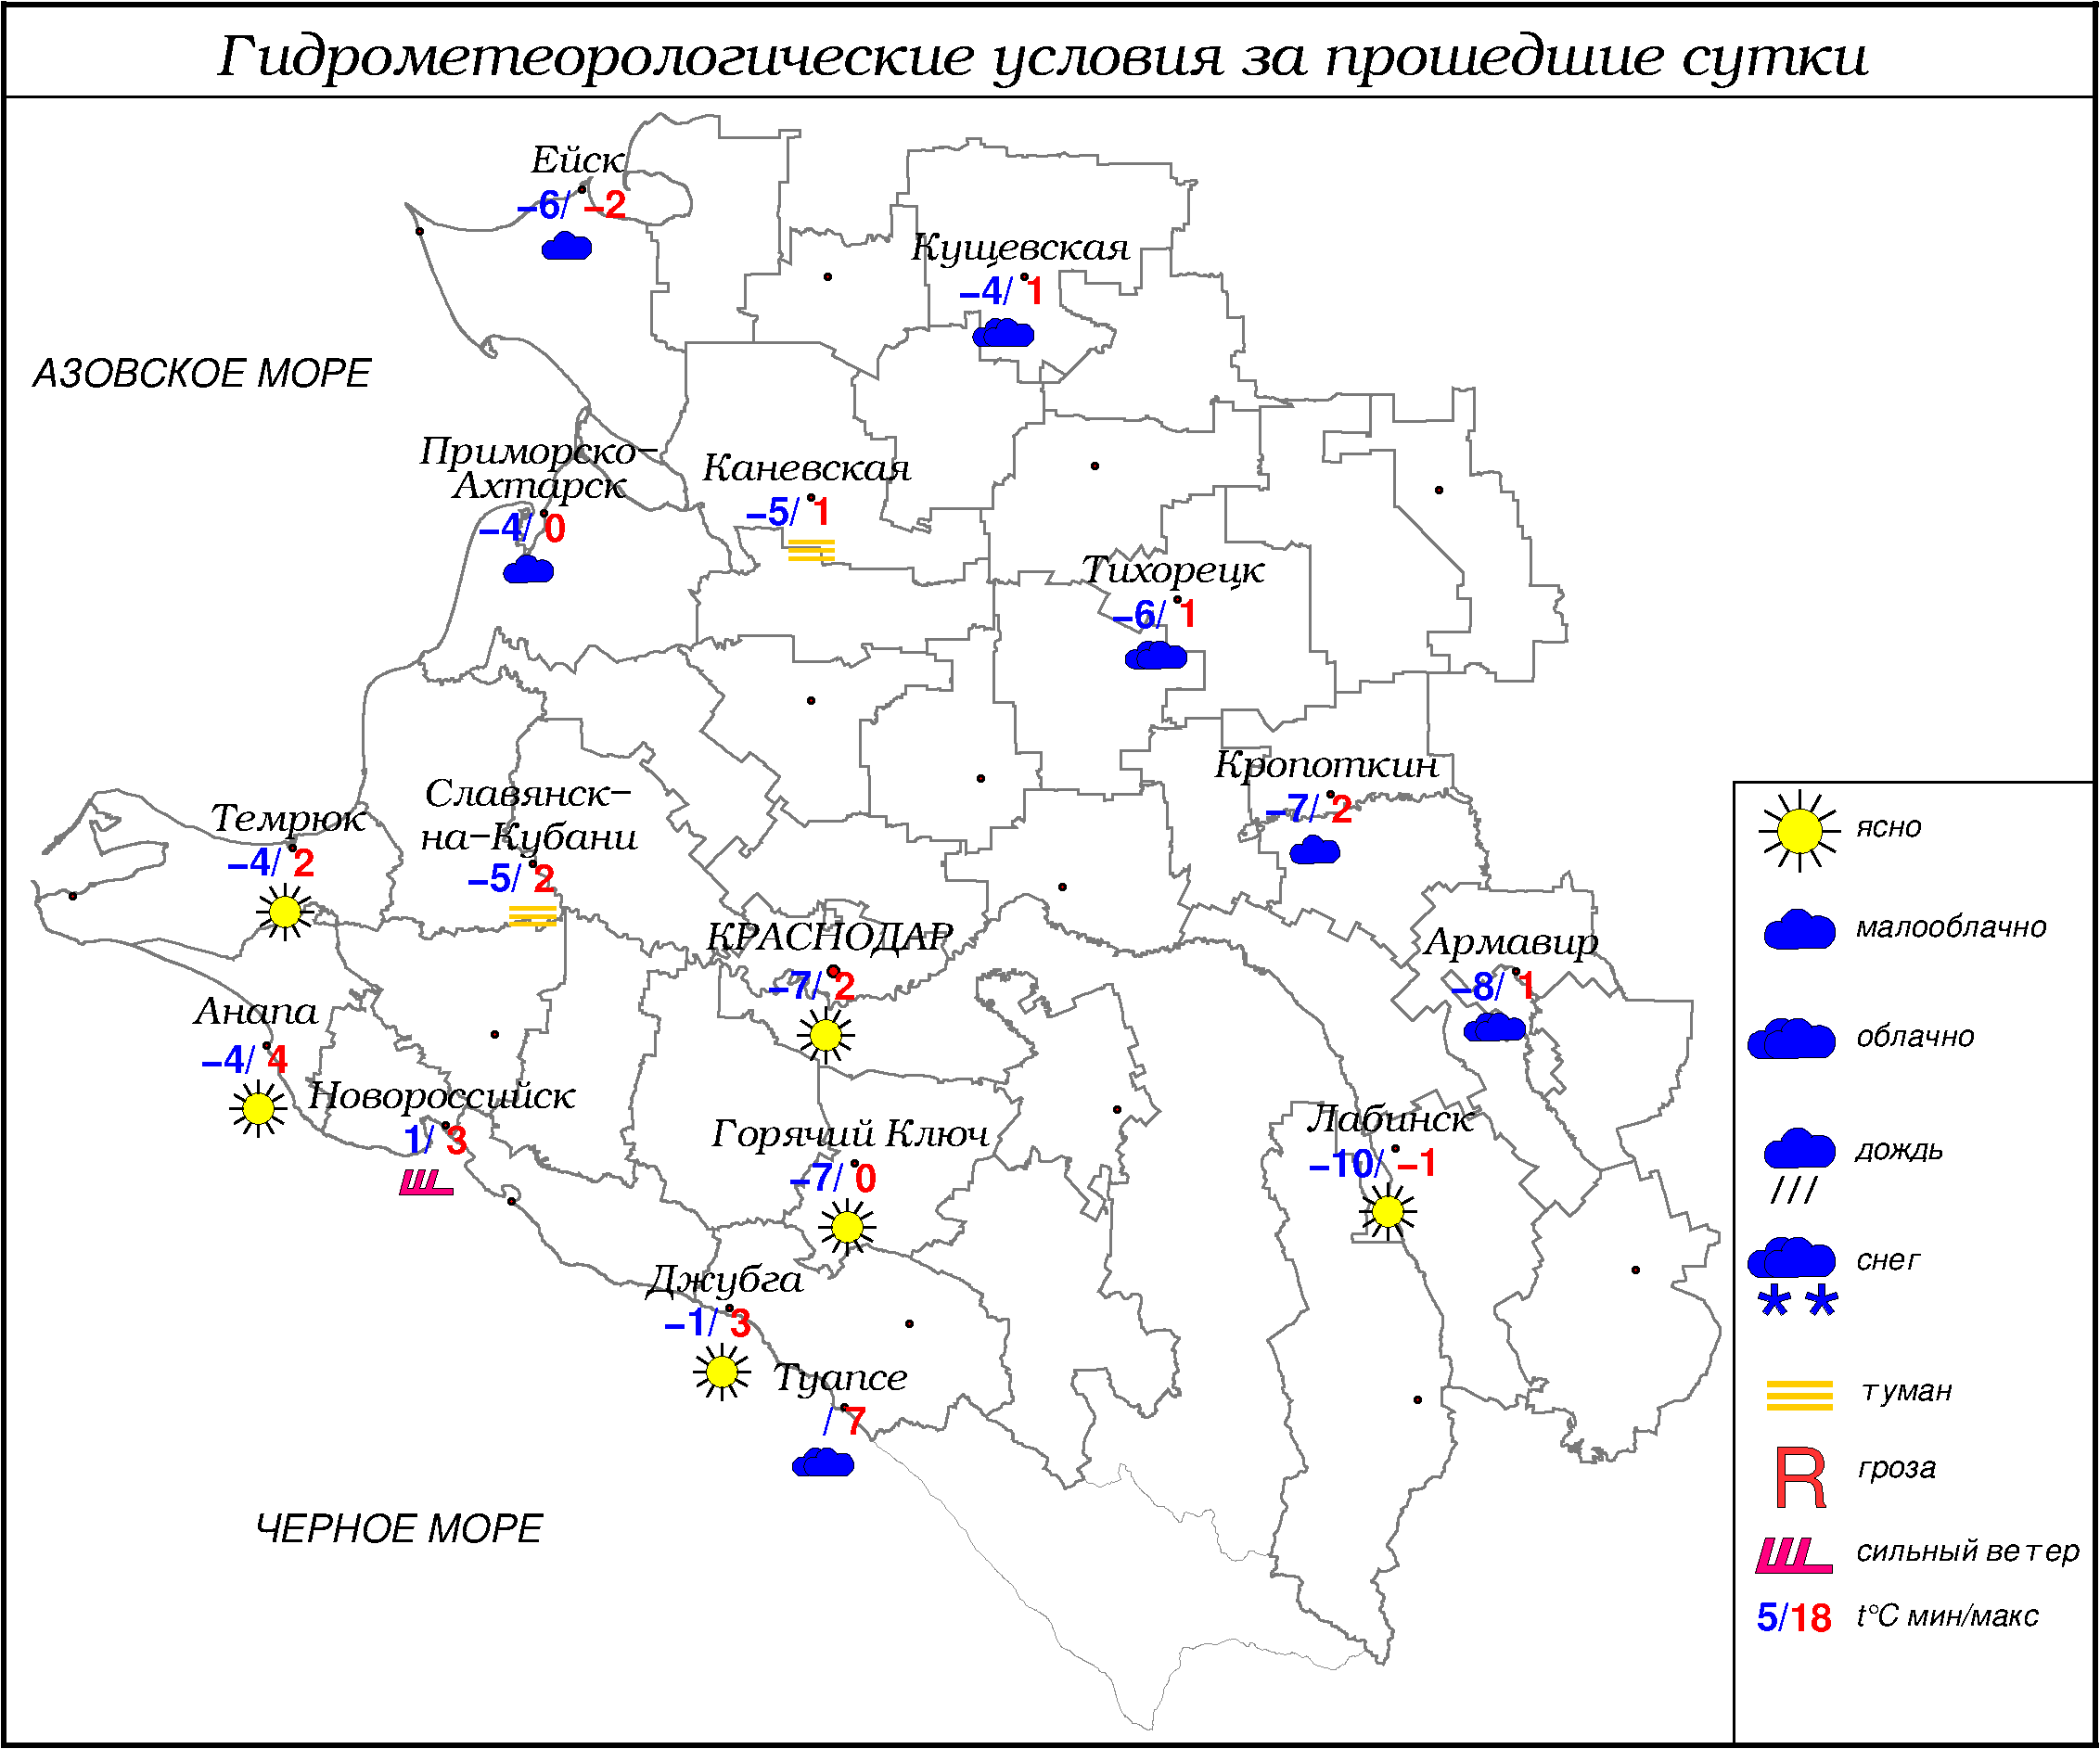 Гидрометеорологические условия за прошедшие сутки
Ейск
−6/ −2
Кущевская
−4/ 1
АЗОВСКОЕ МОРЕ
Приморско−
Ахтарск
−4/ 0
Каневская
−5/ 1
Тихорецк
−6/ 1
Кропоткин
−7/ 2
Темрюк
−4/ 2
Славянск−
на−Кубани
−5/ 2
КРАСНОДАР
−7/ 2
Армавир
−8/ 1
Анапа
−4/ 4
Новороссийск
1/ 3
Горячий Ключ
−7/ 0
Лабинск
−10/ −1
Джубга
−1/ 3
Туапсе
/ 7
ЧЕРНОЕ МОРЕ
ясно
малооблачно
облачно
дождь
снег
туман
R гроза
сильный ветер
5/18 t°C мин/макс